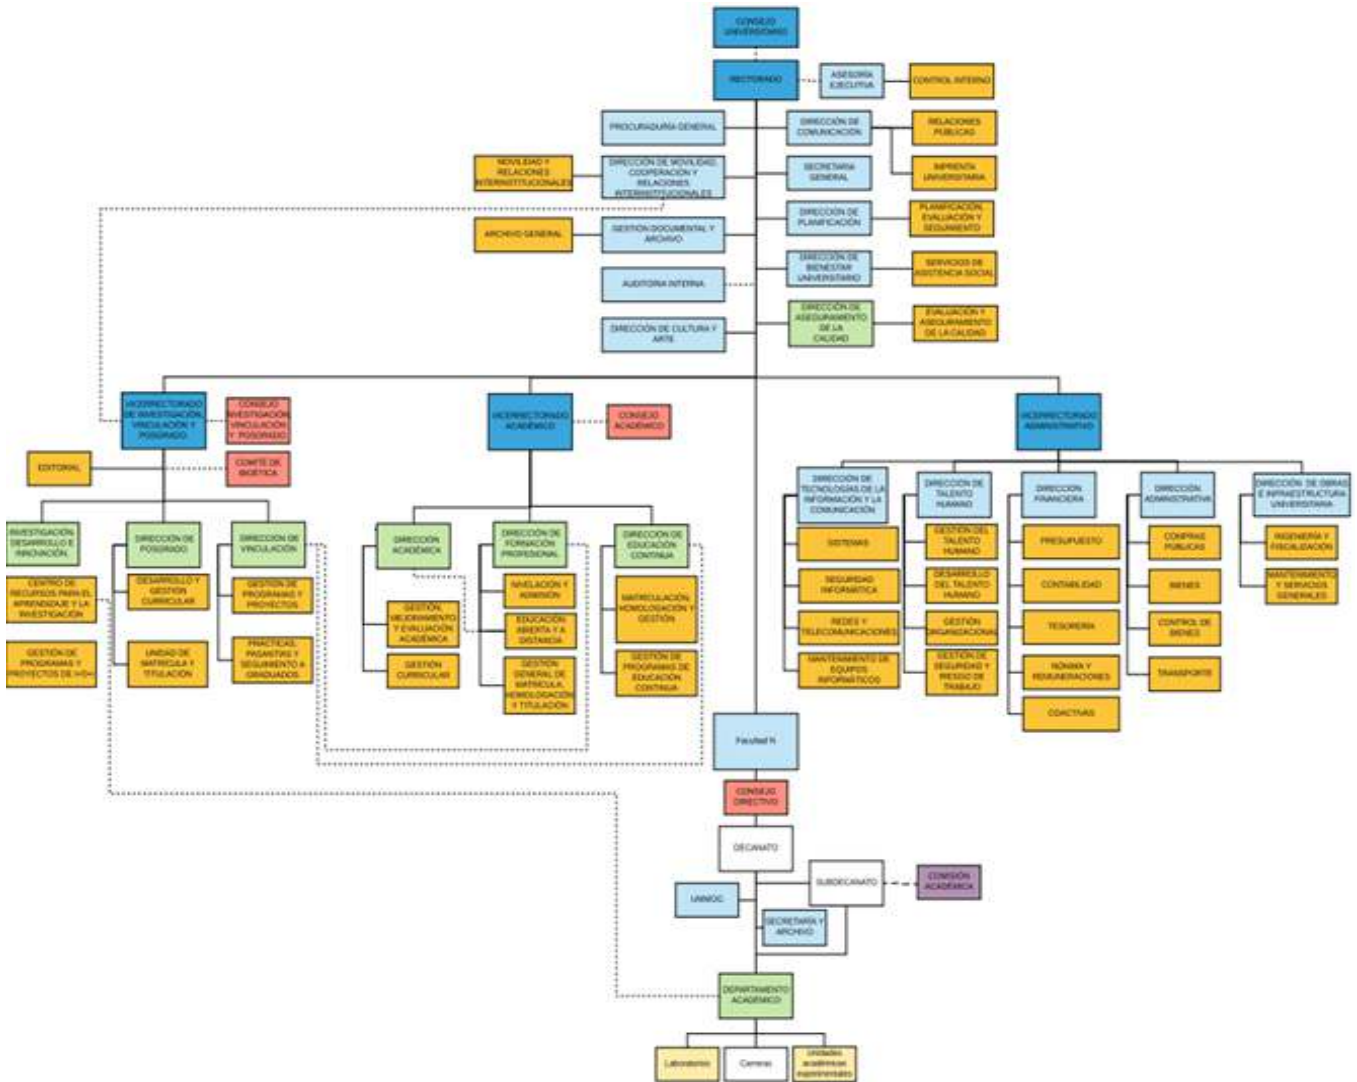 CONSEJO
UNIVERSITARIO
RECTORADO
ASESORÍA
EJECUTIVA
CONTROL INTERNO
PROCURADURÍA GENERAL
DIRECCIÓN DE
COMUNICACIÓN
RELACIONES
PÚBLICAS
MOVILIDAD Y
RELACIONES
INTERINSTITUCIONALES
DIRECCIÓN DE MOVILIDAD,
COOPERACIÓN Y
RELACIONES
INTERINSTITUCIONALES
SECRETARIA
GENERAL
IMPRENTA
UNIVERSITARIA
ARCHIVO GENERAL
GESTIÓN DOCUMENTAL Y
ARCHIVO
DIRECCIÓN DE
PLANIFICACIÓN
PLANIFICACIÓN,
EVALUACIÓN Y
SEGUIMIENTO
AUDITORIA INTERNA
DIRECCIÓN DE
BIENESTAR
UNIVERSITARIO
SERVICIOS DE
ASISTENCIA SOCIAL
DIRECCIÓN DE CULTURA Y
ARTE
DIRECCIÓN DE
ASEGURAMIENTO
DE LA
CALIDAD
EVALUACIÓN Y
ASEGURAMIENTO
DE LA CALIDAD
VICERRECTORADO
DE INVESTIGACIÓN,
VINCULACIÓN Y
POSGRADO
CONSEJO
INVESTIGACIÓN
VINCULACIÓN
Y POSGRADO
VICERRECTORADO
ACADÉMICO
CONSEJO
ACADÉMICO
VICERRECTORADO
ADMINISTRATIVO
EDITORIAL
COMITÉ DE
BIOÉTICA
DIRECCIÓN DE
TECNOLOGÍAS DE LA
INFORMACIÓN Y LA
COMUNICACIÓN
DIRECCIÓN DE
TALENTO
HUMANO
DIRECCIÓN
FINANCIERA
DIRECCIÓN
ADMINISTRATIVA
DIRECCIÓN DE OBRAS
E INFRAESTRUCTURA
UNIVERSITARIA
INVESTIGACIÓN,
DESARROLLO E
INNOVACIÓN
DIRECCIÓN DE
POSGRADO
DIRECCIÓN DE
VINCULACIÓN
DIRECCIÓN
ACADÉMICA
DIRECCIÓN DE
FORMACIÓN
PROFESIONAL
DIRECCIÓN DE
EDUCACIÓN
CONTINUA
SISTEMAS
GESTIÓN DEL
TALENTO
HUMANO
PRESUPUESTO
COMPRAS
PÚBLICAS
INGENIERÍA Y
FISCALIZACIÓN
CENTRO DE
RECURSOS PARA EL
APRENDIZAJE Y LA
INVESTIGACIÓN
DESARROLLO Y
GESTIÓN
CURRICULAR
GESTIÓN DE
PROGRAMAS Y
PROYECTOS
GESTIÓN,
MEJORAMIENTO
Y EVALUACIÓN
ACADÉMICA
NIVELACIÓN Y
ADMISIÓN
MATRICULACIÓN,
HOMOLOGACIÓN Y
GESTIÓN
SEGURIDAD
INFORMÁTICA
DESARROLLO
DEL TALENTO
HUMANO
CONTABILIDAD
BIENES
MANTENIMIENTO
Y SERVICIOS
GENERALES
EDUCACIÓN
ABIERTA Y A
DISTANCIA
REDES Y
TELECOMUNICACIONES
GESTIÓN
ORGANIZACIONAL
TESORERÍA
CONTROL DE
BIENES
GESTIÓN DE
PROGRAMAS Y
PROYECTOS DE
UNIDAD DE
MATRÍCULA Y
TITULACIÓN
PRÁCTICAS,
PASANTÍAS Y
SEGUIMIENTO A
GRADUADOS
GESTIÓN
CURRICULAR
GESTIÓN
GENERAL DE
MATRÍCULA,
HOMOLOGACIÓN
Y TITULACIÓN
GESTIÓN DE
PROGRAMAS DE
EDUCACIÓN
CONTINUA
MANTENIMIENTO DE
EQUIPOS
INFORMÁTICOS
GESTIÓN DE
SEGURIDAD Y
RIESGO DE
TRABAJO
NÓMINA Y
REMUNERACIONES
TRANSPORTE
COACTIVAS
Facultad N
CONSEJO
DIRECTIVO
DECANATO
SUBDECANATO
COMISIÓN
ACADÉMICA
SECRETARÍA Y
ARCHIVO
DEPARTAMENTO
ACADÉMICO
Laboratorios
Carreras
Unidades
académicas
experimentales